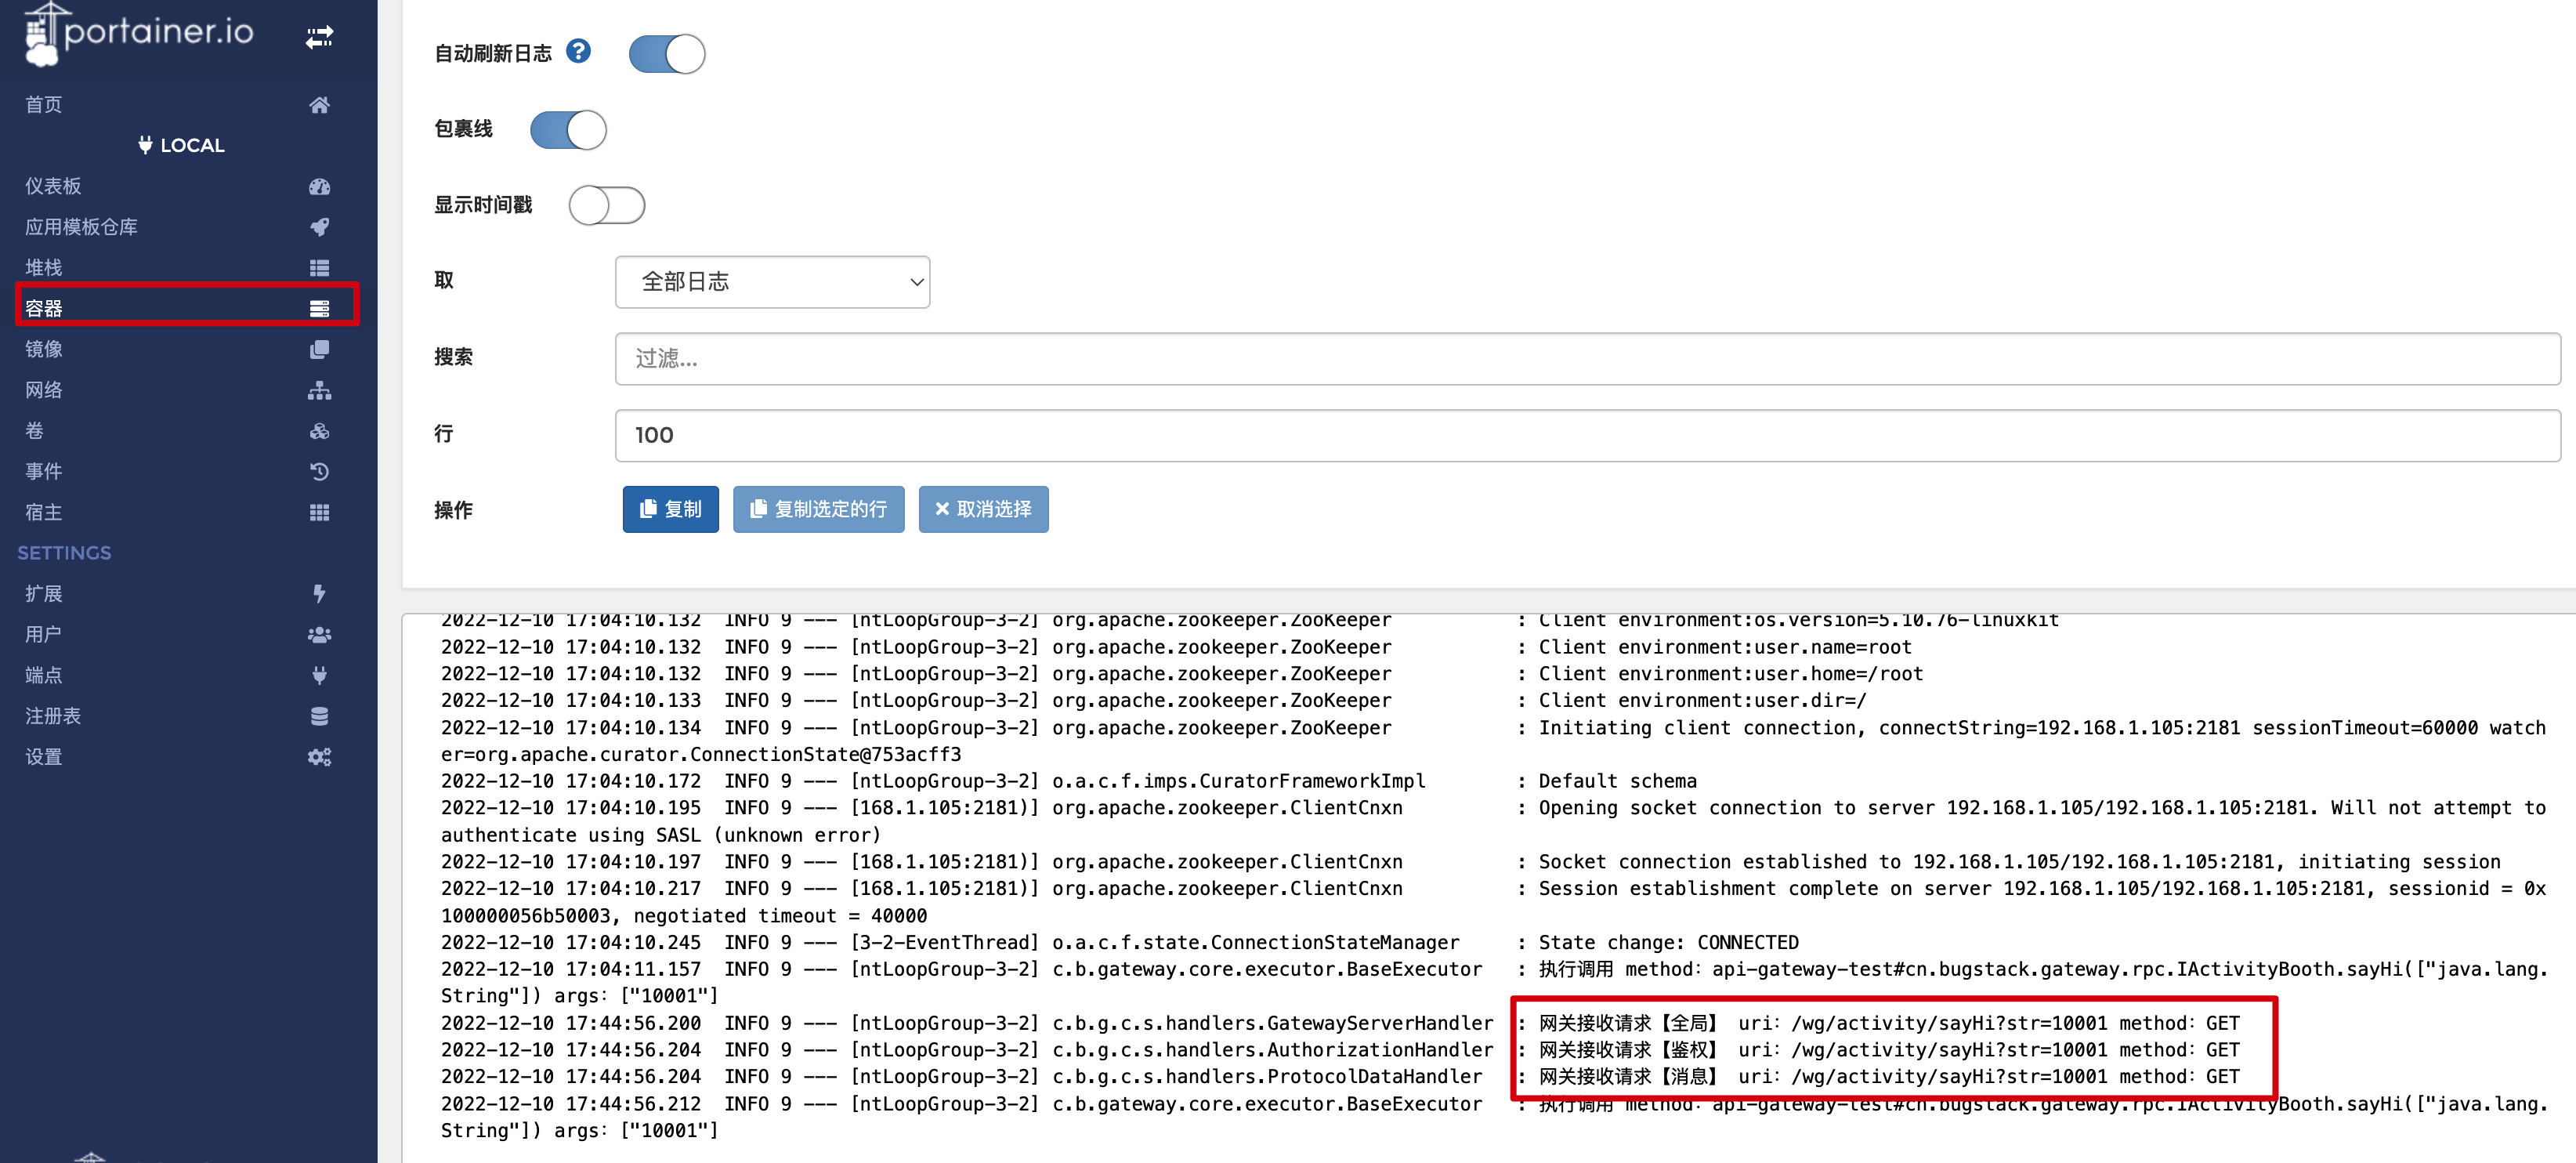 portainer.io
首页
LOCAL
仪表板
应用模板仓库
堆栈
容器
镜像
网络
卷
事件
宿主
SETTINGS
扩展
用户
端点
注册表
设置
自动刷新日志
包裹线
显示时间戳
取 全部日志
搜索 过滤...
行 100
操作 复制 复制选定的行 取消选择
2022-12-10 17:04:10.132  INFO 9 --- [ntLoopGroup-3-2] org.apache.zookeeper.ZooKeeper : Client environment:os.version=5.10.76-linuxkit
2022-12-10 17:04:10.132  INFO 9 --- [ntLoopGroup-3-2] org.apache.zookeeper.ZooKeeper : Client environment:user.name=root
2022-12-10 17:04:10.132  INFO 9 --- [ntLoopGroup-3-2] org.apache.zookeeper.ZooKeeper : Client environment:user.home=/root
2022-12-10 17:04:10.133  INFO 9 --- [ntLoopGroup-3-2] org.apache.zookeeper.ZooKeeper : Client environment:user.dir=/
2022-12-10 17:04:10.134  INFO 9 --- [ntLoopGroup-3-2] org.apache.zookeeper.ZooKeeper : Initiating client connection, connectString=192.168.1.105:2181 sessionTimeout=60000 watch
er=org.apache.curator.ConnectionState@753acff3
2022-12-10 17:04:10.172  INFO 9 --- [ntLoopGroup-3-2] o.a.c.f.imps.CuratorFrameworkImpl : Default schema
2022-12-10 17:04:10.195  INFO 9 --- [168.1.105:2181)] org.apache.zookeeper.ClientCnxn : Opening socket connection to server 192.168.1.105/192.168.1.105:2181. Will not attempt to
authenticate using SASL (unknown error)
2022-12-10 17:04:10.197  INFO 9 --- [168.1.105:2181)] org.apache.zookeeper.ClientCnxn : Socket connection established to 192.168.1.105/192.168.1.105:2181, initiating session
2022-12-10 17:04:10.217  INFO 9 --- [168.1.105:2181)] org.apache.zookeeper.ClientCnxn : Session establishment complete on server 192.168.1.105/192.168.1.105:2181, sessionid = 0x
100000056b50003, negotiated timeout = 40000
2022-12-10 17:04:10.245  INFO 9 --- [3-2-EventThread] o.a.c.f.state.ConnectionStateManager : State change: CONNECTED
2022-12-10 17:04:11.157  INFO 9 --- [ntLoopGroup-3-2] c.b.gateway.core.executor.BaseExecutor : 执行调用 method：api-gateway-test#cn.bugstack.gateway.rpc.IActivityBooth.sayHi(["java.lang.
String"]) args：["10001"]
2022-12-10 17:44:56.200  INFO 9 --- [ntLoopGroup-3-2] c.b.g.c.s.handlers.GatewayServerHandler : 网关接收请求【全局】 uri：/wg/activity/sayHi?str=10001 method：GET
2022-12-10 17:44:56.204  INFO 9 --- [ntLoopGroup-3-2] c.b.g.c.s.handlers.AuthorizationHandler : 网关接收请求【鉴权】 uri：/wg/activity/sayHi?str=10001 method：GET
2022-12-10 17:44:56.204  INFO 9 --- [ntLoopGroup-3-2] c.b.g.c.s.handlers.ProtocolDataHandler : 网关接收请求【消息】 uri：/wg/activity/sayHi?str=10001 method：GET
2022-12-10 17:44:56.212  INFO 9 --- [ntLoopGroup-3-2] c.b.gateway.core.executor.BaseExecutor : 执行调用 method：api-gateway-test#cn.bugstack.gateway.rpc.IActivityBooth.sayHi(["java.lang.
String"]) args：["10001"]